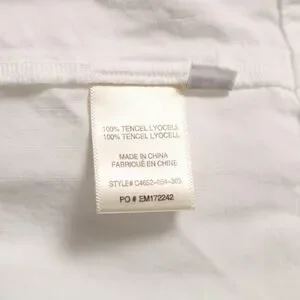 100% TENCEL LYOCELL
100% TENCEL LYOCELL
MADE IN CHINA
FABRIQUÉ EN CHINE
STYLE#
PO # EM172242